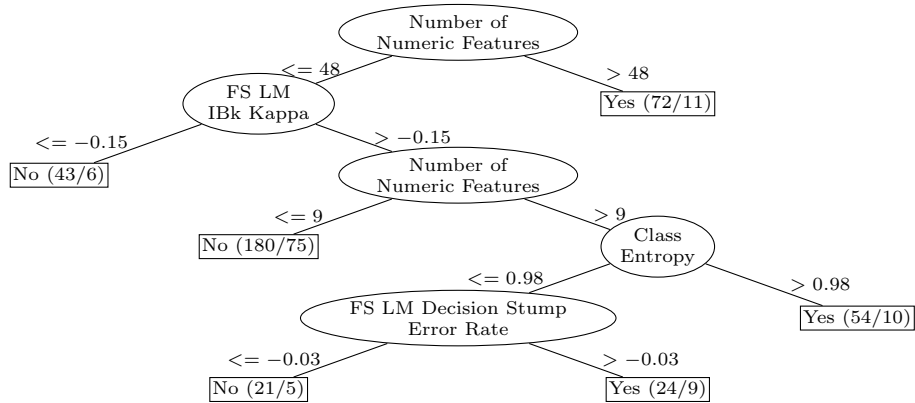 Number of
Numeric Features
<= 48
> 48
FS LM
IBk Kappa
Yes (72/11)
<= −0.15
> −0.15
No (43/6)
Number of
Numeric Features
<= 9
> 9
No (180/75)
Class
Entropy
<= 0.98
> 0.98
FS LM Decision Stump
Error Rate
Yes (54/10)
<= −0.03
> −0.03
No (21/5)
Yes (24/9)